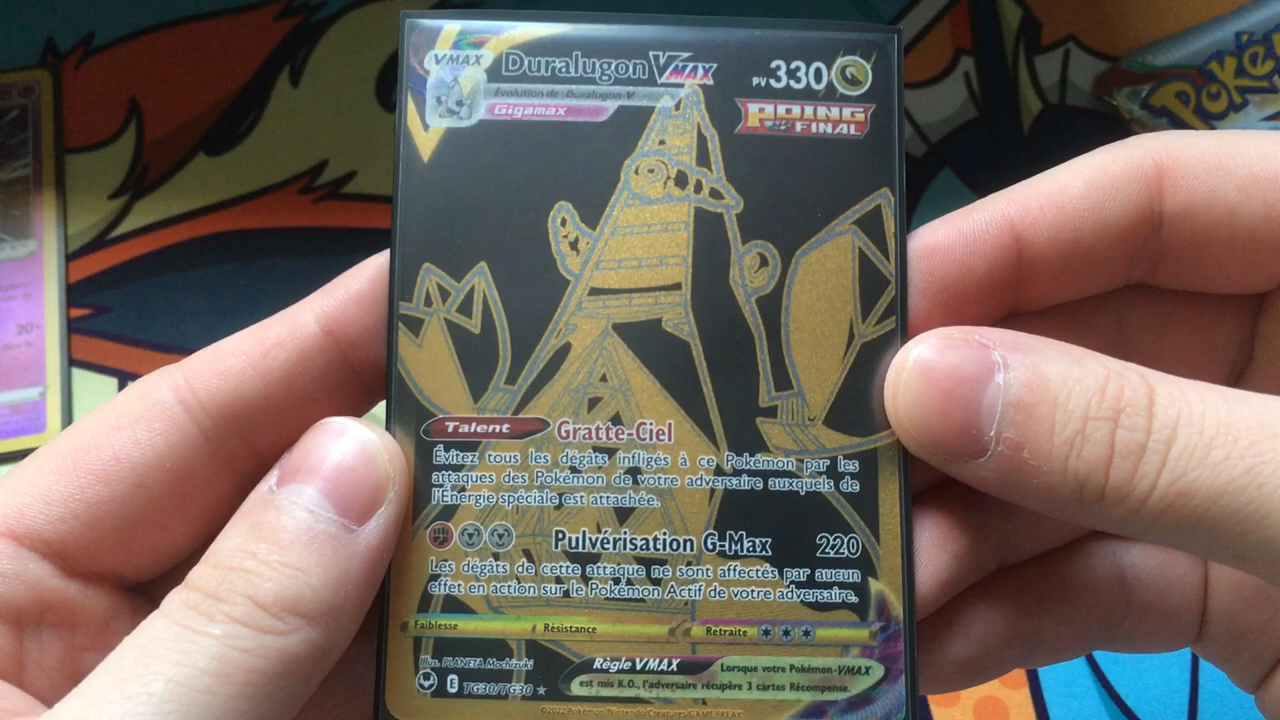 VMAX Duralugon VMAX PV 330
Évolution de : Duralugon-V
Gigamax
POING
FINAL
POKé
Talent Gratte-Ciel
Évitez tous les dégâts infligés à ce Pokémon par les
attaques des Pokémon de votre adversaire auxquels de
l'Énergie spéciale est attachée.
20
Pulvérisation G-Max 220
Les dégâts de cette attaque ne sont affectés par aucun
effet en action sur le Pokémon Actif de votre adversaire.
Faiblesse Résistance Retraite
Illus. PLANETA Mochizuki
Règle VMAX Lorsque votre Pokémon-VMAX
est mis K.O., l'adversaire récupère 3 cartes Récompense.
E TG30/TG30
©2022 Pokémon/Nintendo/Creatures/GAME FREAK